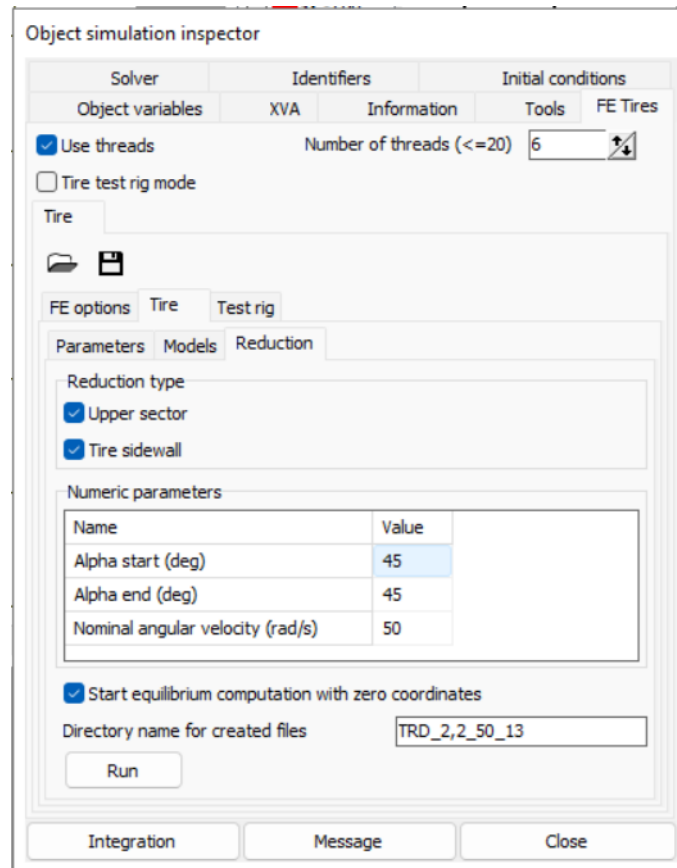 Object simulation inspector
Solver Identifiers Initial conditions
Object variables XVA Information Tools FE Tires
Use threads Number of threads (<=20) 6
Tire test rig mode
Tire
FE options Tire Test rig
Parameters Models Reduction
Reduction type
Upper sector
Tire sidewall
Numeric parameters
Name Value
Alpha start (deg) 45
Alpha end (deg) 45
Nominal angular velocity (rad/s) 50
Start equilibrium computation with zero coordinates
Directory name for created files TRD_2,2_50_13
Run
Integration Message Close